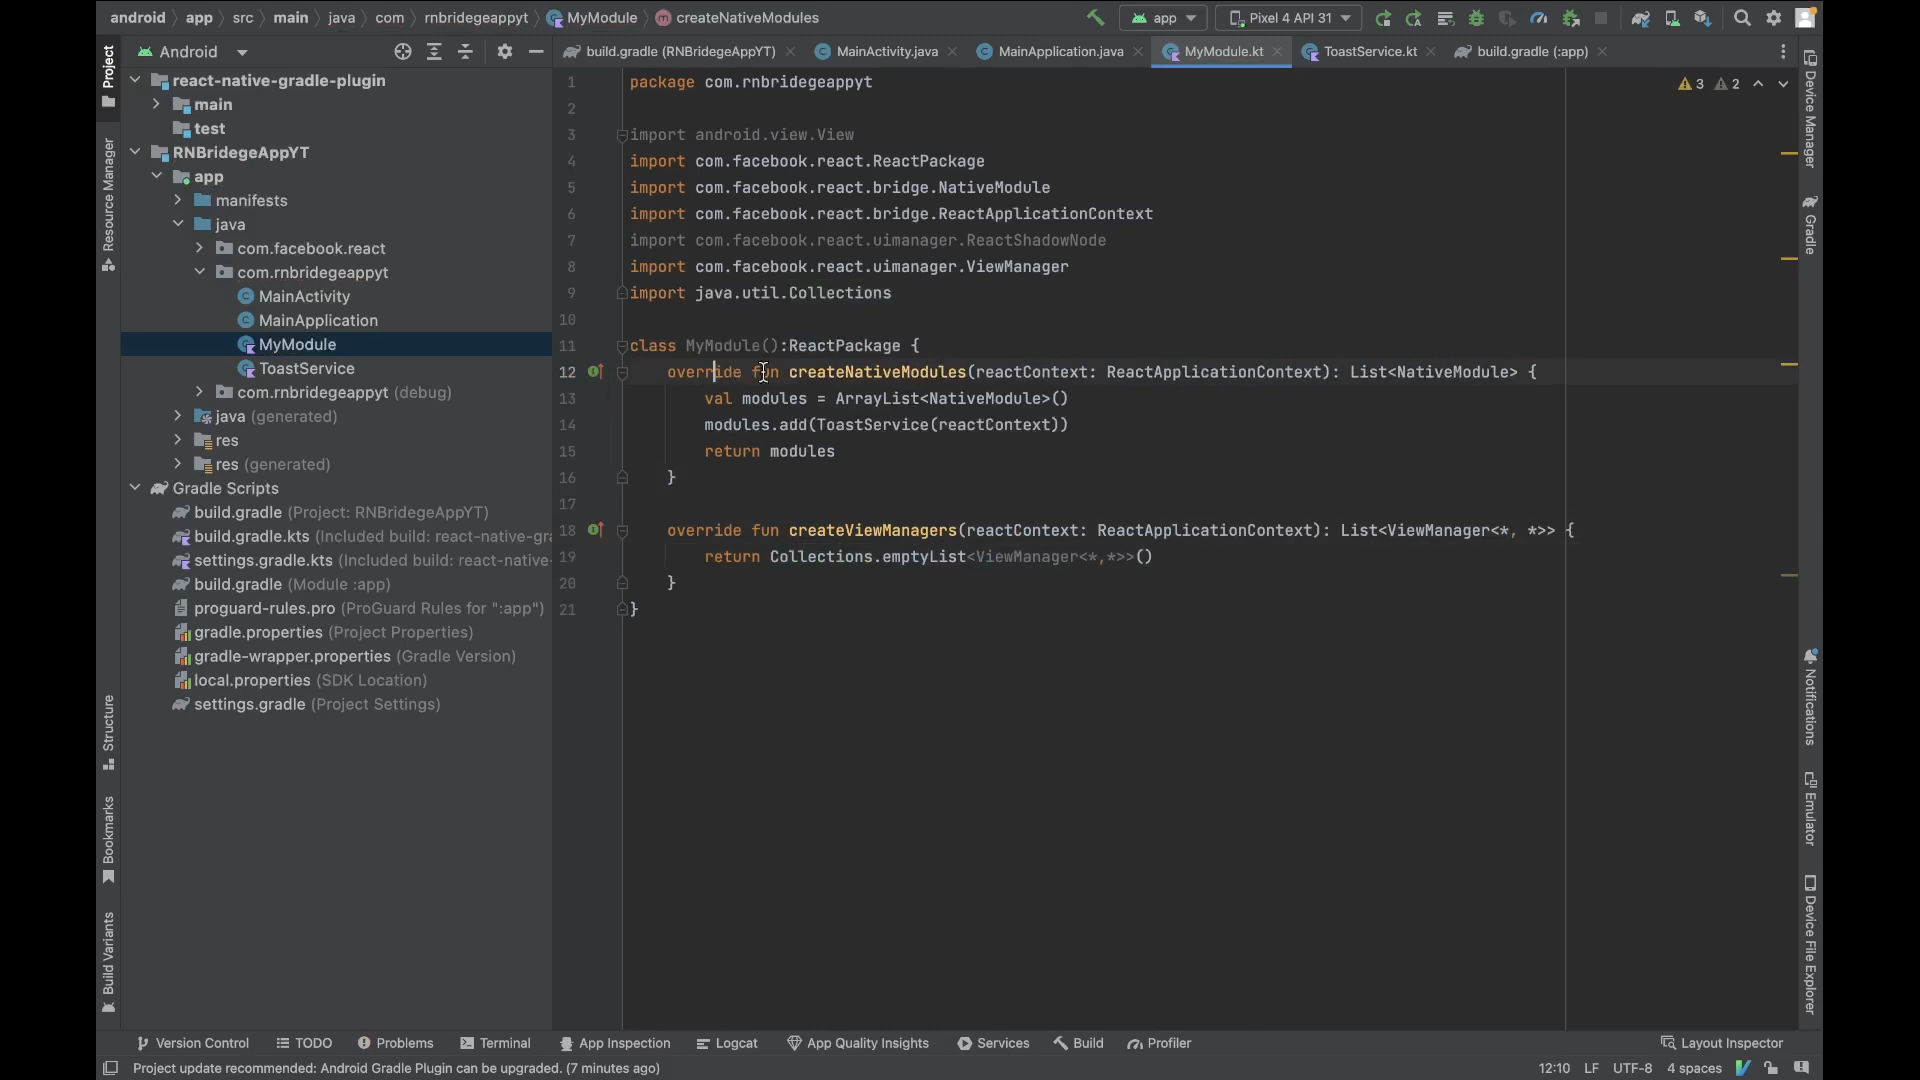 android app src main java com rnbridegeappyt MyModule createNativeModules
app Pixel 4 API 31
Project
Resource Manager
Structure
Bookmarks
Build Variants
Android
react-native-gradle-plugin
main
test
RNBridegeAppYT
app
manifests
java
com.facebook.react
com.rnbridegeappyt
MainActivity
MainApplication
MyModule
ToastService
com.rnbridegeappyt (debug)
java (generated)
res
res (generated)
Gradle Scripts
build.gradle (Project: RNBridegeAppYT)
build.gradle.kts (Included build: react-native-gra
settings.gradle.kts (Included build: react-native-
build.gradle (Module :app)
proguard-rules.pro (ProGuard Rules for ":app")
gradle.properties (Project Properties)
gradle-wrapper.properties (Gradle Version)
local.properties (SDK Location)
settings.gradle (Project Settings)
build.gradle (RNBridegeAppYT) MainActivity.java MainApplication.java MyModule.kt ToastService.kt build.gradle (:app)
3 2
1 package com.rnbridegeappyt
2
3 import android.view.View
4 import com.facebook.react.ReactPackage
5 import com.facebook.react.bridge.NativeModule
6 import com.facebook.react.bridge.ReactApplicationContext
7 import com.facebook.react.uimanager.ReactShadowNode
8 import com.facebook.react.uimanager.ViewManager
9 import java.util.Collections
10
11 class MyModule():ReactPackage {
12 override fun createNativeModules(reactContext: ReactApplicationContext): List<NativeModule> {
13 val modules = ArrayList<NativeModule>()
14 modules.add(ToastService(reactContext))
15 return modules
16 }
17
18 override fun createViewManagers(reactContext: ReactApplicationContext): List<ViewManager<*, *>> {
19 return Collections.emptyList<ViewManager<*,*>>()
20 }
21 }
Device Manager
Gradle
Notifications
Emulator
Device File Explorer
Version Control TODO Problems Terminal App Inspection Logcat App Quality Insights Services Build Profiler Layout Inspector
Project update recommended: Android Gradle Plugin can be upgraded. (7 minutes ago) 12:10 LF UTF-8 4 spaces